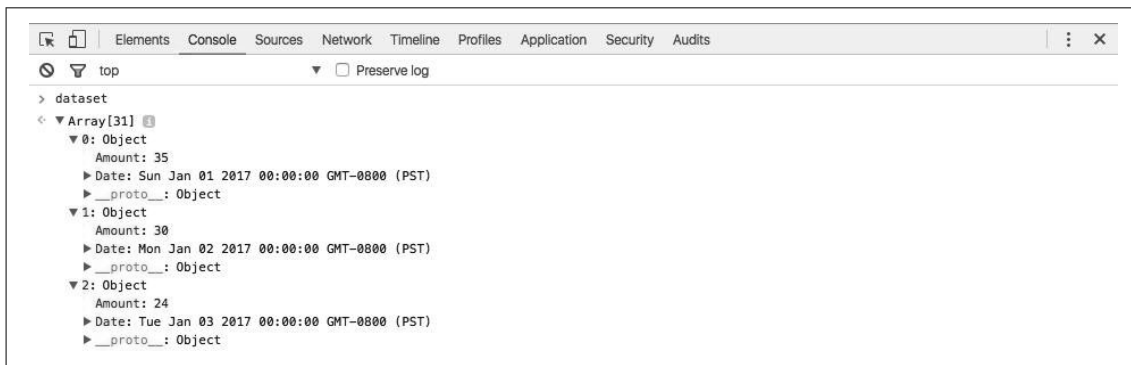 Elements Console Sources Network Timeline Profiles Application Security Audits
top Preserve log
> dataset
Array[31] i
0: Object
Amount: 35
Date: Sun Jan 01 2017 00:00:00 GMT-0800 (PST)
__proto__: Object
1: Object
Amount: 30
Date: Mon Jan 02 2017 00:00:00 GMT-0800 (PST)
__proto__: Object
2: Object
Amount: 24
Date: Tue Jan 03 2017 00:00:00 GMT-0800 (PST)
__proto__: Object